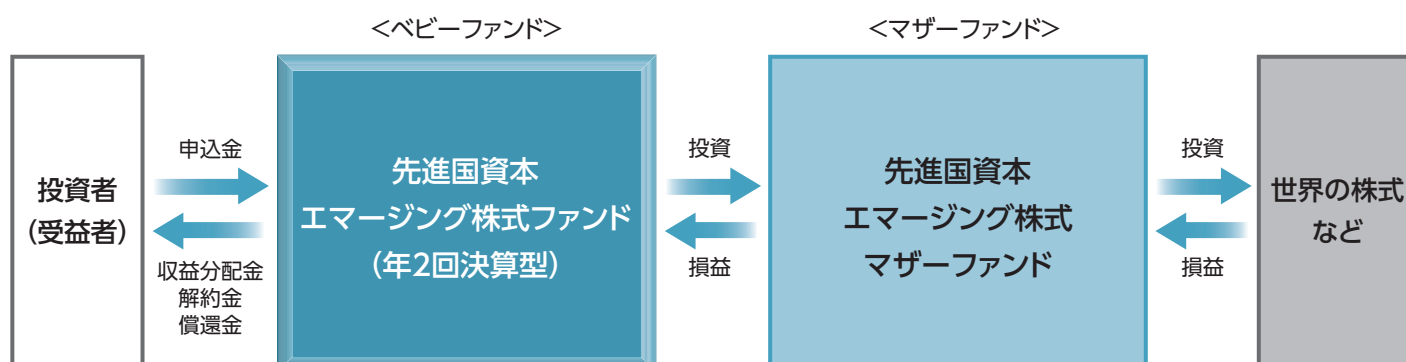 <ベビーファンド>
<マザーファンド>
投資者
(受益者)
申込金
収益分配金
解約金
償還金
先進国資本
エマージング株式ファンド
(年2回決算型)
投資
損益
先進国資本
エマージング株式
マザーファンド
投資
損益
世界の株式
など